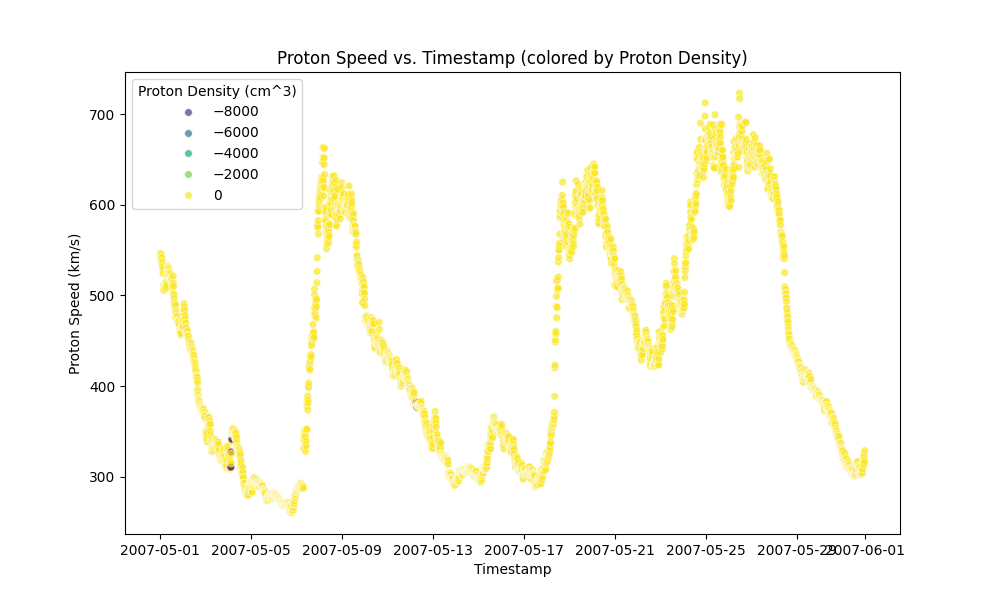 Proton Speed vs. Timestamp (colored by Proton Density)
Proton Density (cm^3)
−8000
−6000
−4000
−2000
0
700
600
500
400
300
Proton Speed (km/s)
2007-05-01 2007-05-05 2007-05-09 2007-05-13 2007-05-17 2007-05-21 2007-05-25 2007-05-29 2007-06-01
Timestamp